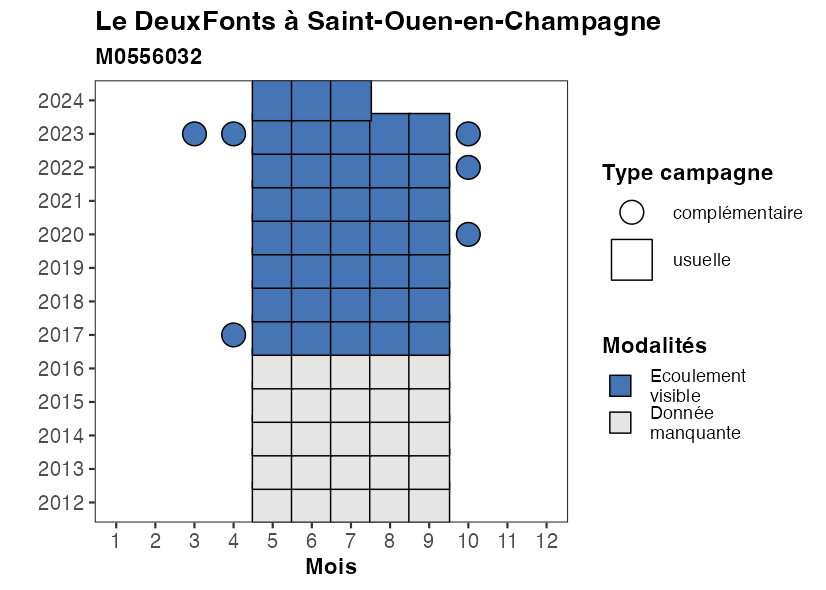 Le DeuxFonts à Saint-Ouen-en-Champagne
M0556032
2024
2023
2022
2021
2020
2019
2018
2017
2016
2015
2014
2013
2012
1 2 3 4 5 6 7 8 9 10 11 12
Mois
Type campagne
complémentaire
usuelle
Modalités
Ecoulement
visible
Donnée
manquante